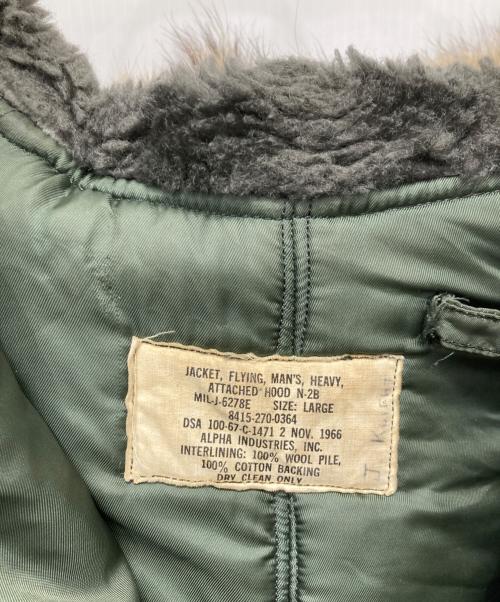 JACKET, FLYING, MAN'S, HEAVY,
ATTACHED HOOD N-2B
MIL-J-6278E SIZE: LARGE
8415-270-0364
DSA 100-67-C-1471 2 NOV. 1966
ALPHA INDUSTRIES, INC.
INTERLINING: 100% WOOL PILE,
100% COTTON BACKING
DRY CLEAN ONLY
J